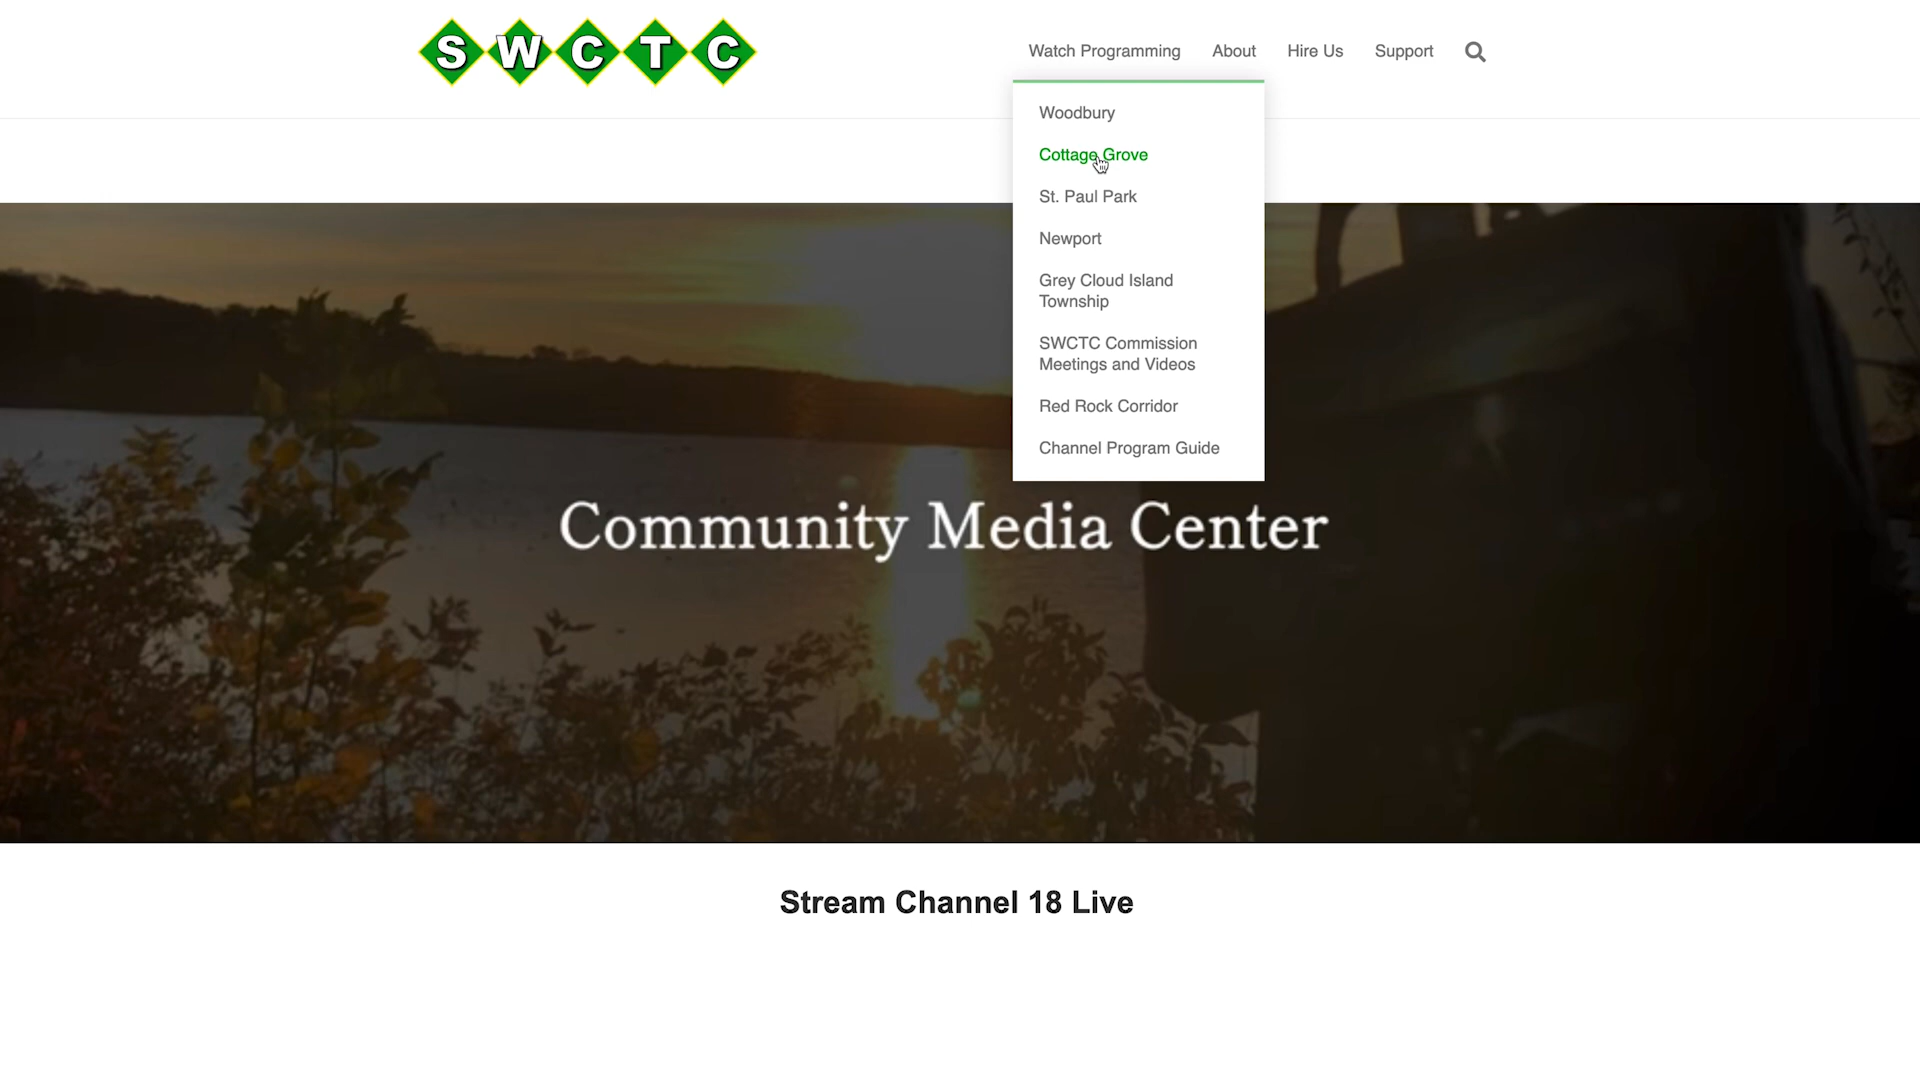 SWCTC
Watch Programming About Hire Us Support
Woodbury
Cottage Grove
St. Paul Park
Newport
Grey Cloud Island
Township
SWCTC Commission
Meetings and Videos
Red Rock Corridor
Channel Program Guide
Community Media Center
Stream Channel 18 Live